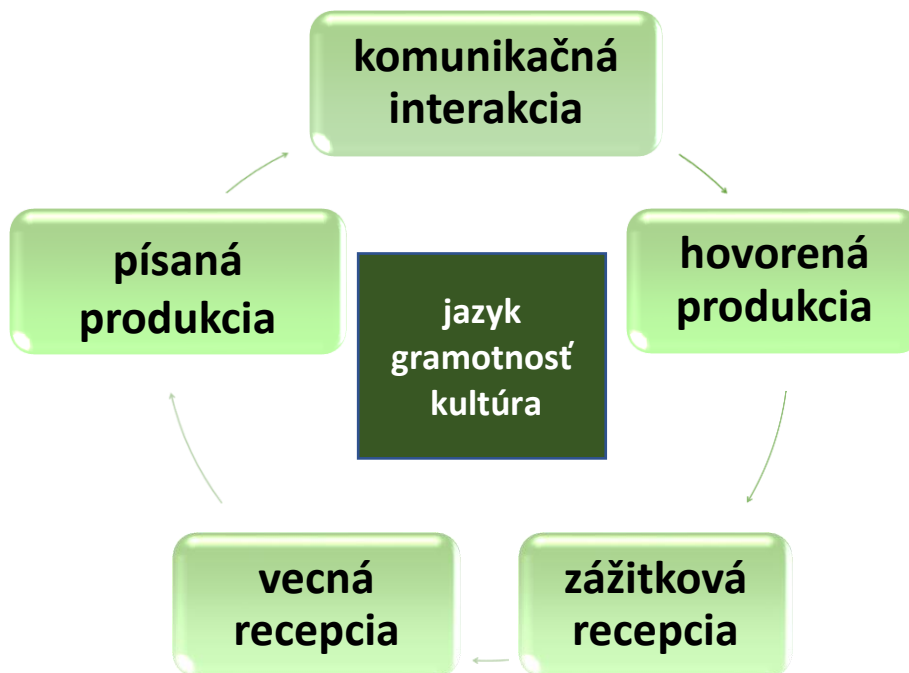 komunikačná
interakcia
hovorená
produkcia
zážitková
recepcia
vecná
recepcia
písaná
produkcia
jazyk
gramotnosť
kultúra